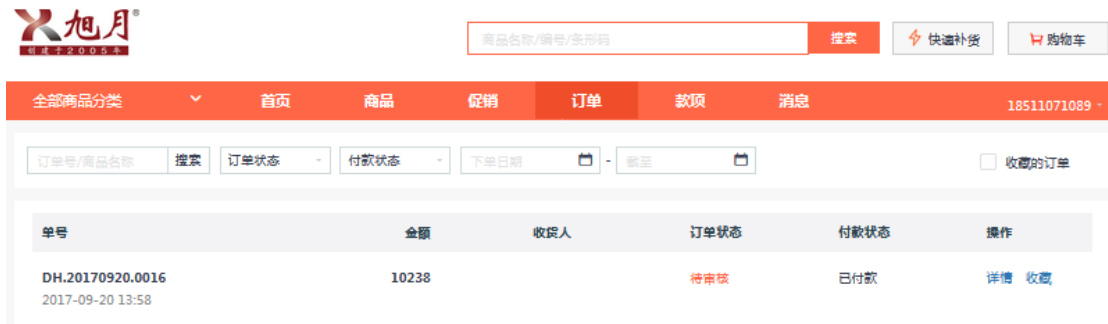 旭月®
创建于2005年
商品名称/编号/条形码 搜索 快速补货 购物车
全部商品分类 首页 商品 促销 订单 款项 消息 18511071089
订单号/商品名称 搜索 订单状态 付款状态 下单日期 - 截至 收藏的订单
单号 金额 收货人 订单状态 付款状态 操作
DH.20170920.0016 10238 待审核 已付款 详情 收藏
2017-09-20 13:58